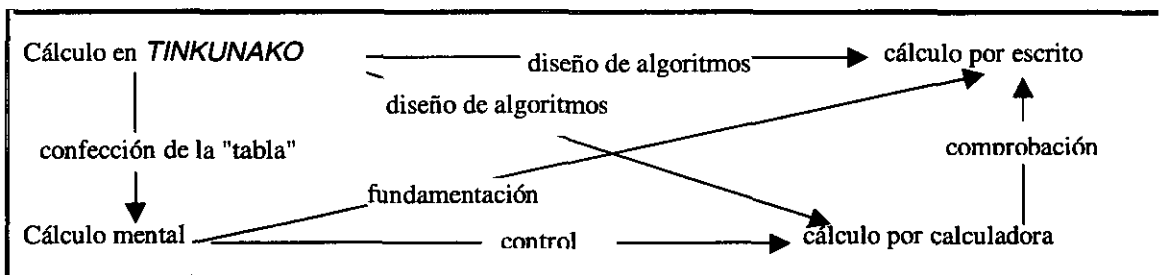 Cálculo en TINKUNAKO
diseño de algoritmos
cálculo por escrito
diseño de algoritmos
confección de la "tabla"
comprobación
fundamentación
Cálculo mental
control
cálculo por calculadora